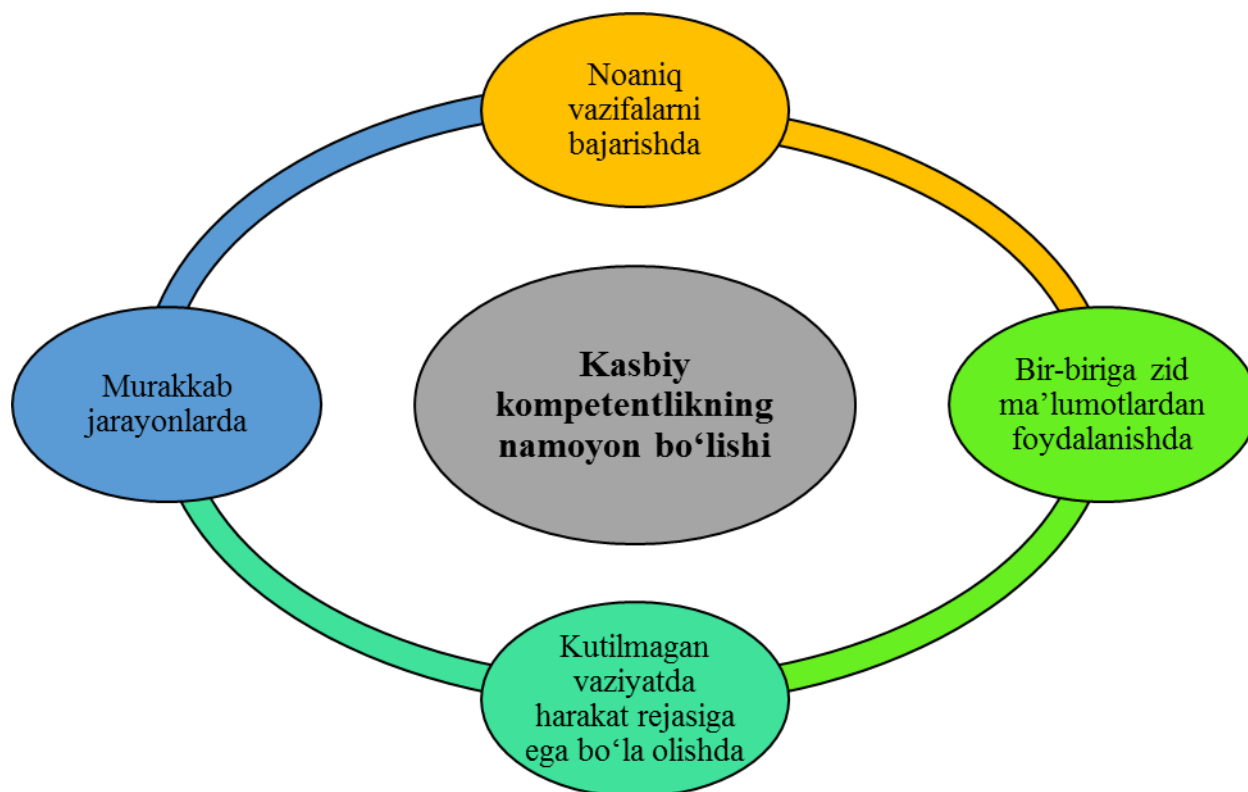 Noaniq
vazifalarni
bajarishda
Murakkab
jarayonlarda
Kasbiy
kompetentlikning
namoyon bo‘lishi
Bir-biriga zid
ma’lumotlardan
foydalanishda
Kutilmagan
vaziyatda
harakat rejasiga
ega bo‘la olishda